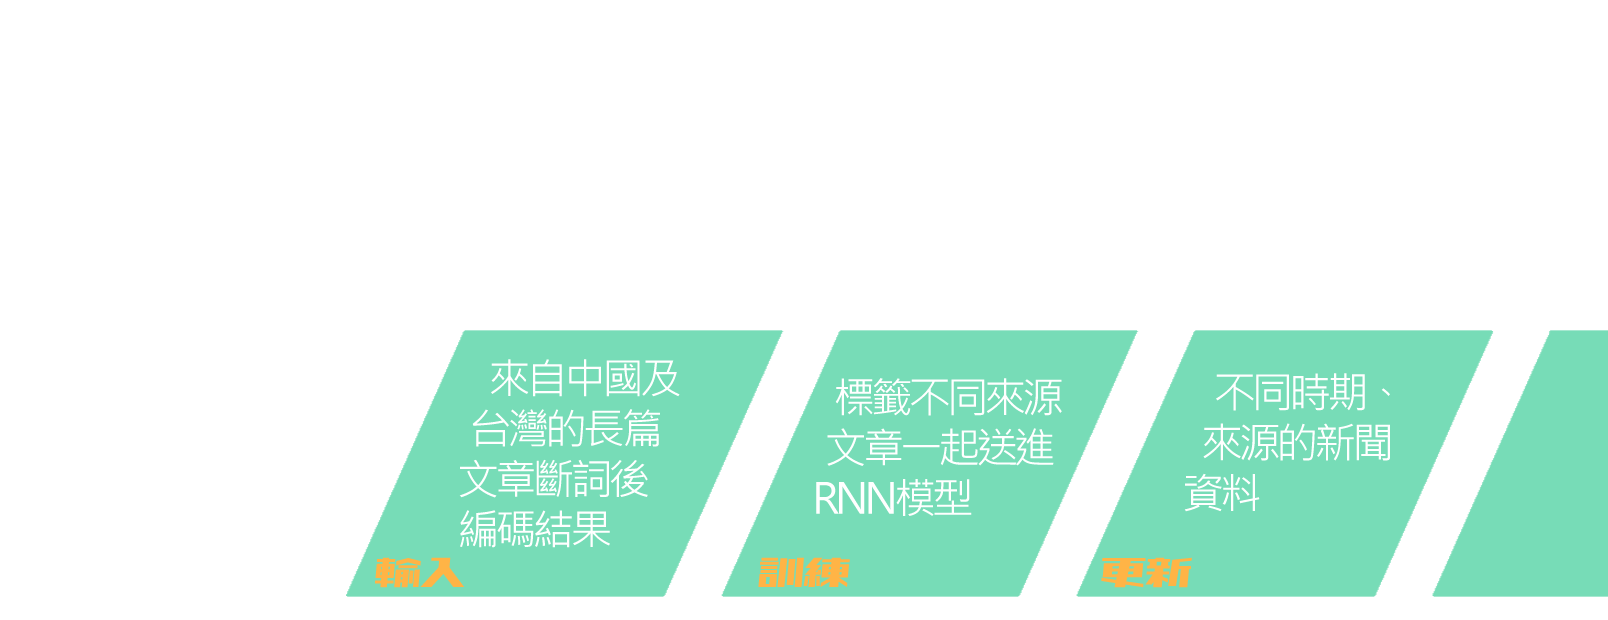 來自中國及
台灣的長篇
文章斷詞後
編碼結果
輸入
標籤不同來源
文章一起送進
RNN模型
訓練
不同時期、
來源的新聞
資料
更新